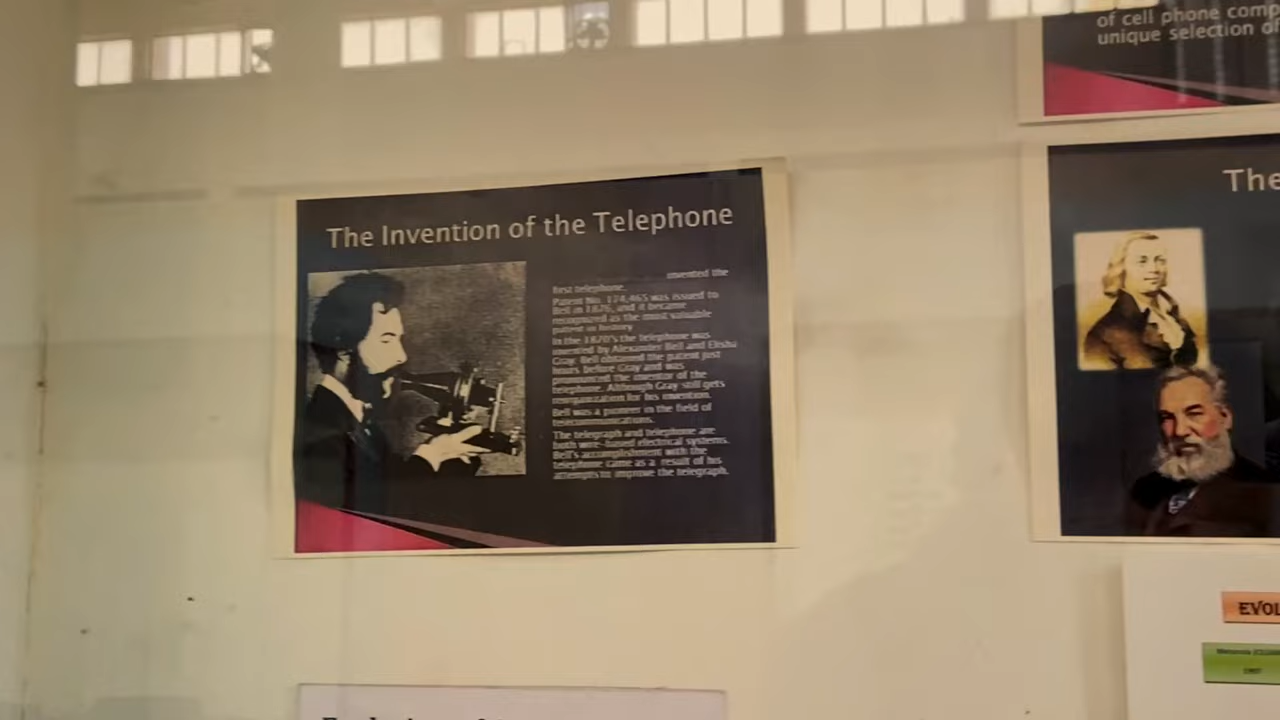 of cell phone comp
unique selection of
The Invention of the Telephone
invented the
first telephone.
Patent No. 174,465 was issued to
Bell in 1876, and it became
recognized as the most valuable
patent in history
In the 1870's the telephone was
invented by Alexander Bell and Elisha
Gray. Bell obtained the patent just
hours before Gray and was
pronounced the inventor of the
telephone. Although Gray still gets
for his invention.
Bell was a pioneer in the field of
telecommunications.
The telegraph and telephone are
both wire-based electrical systems.
Bell's accomplishment with the
telephone came as a result of his
attempts to improve the telegraph.
The
EVOL